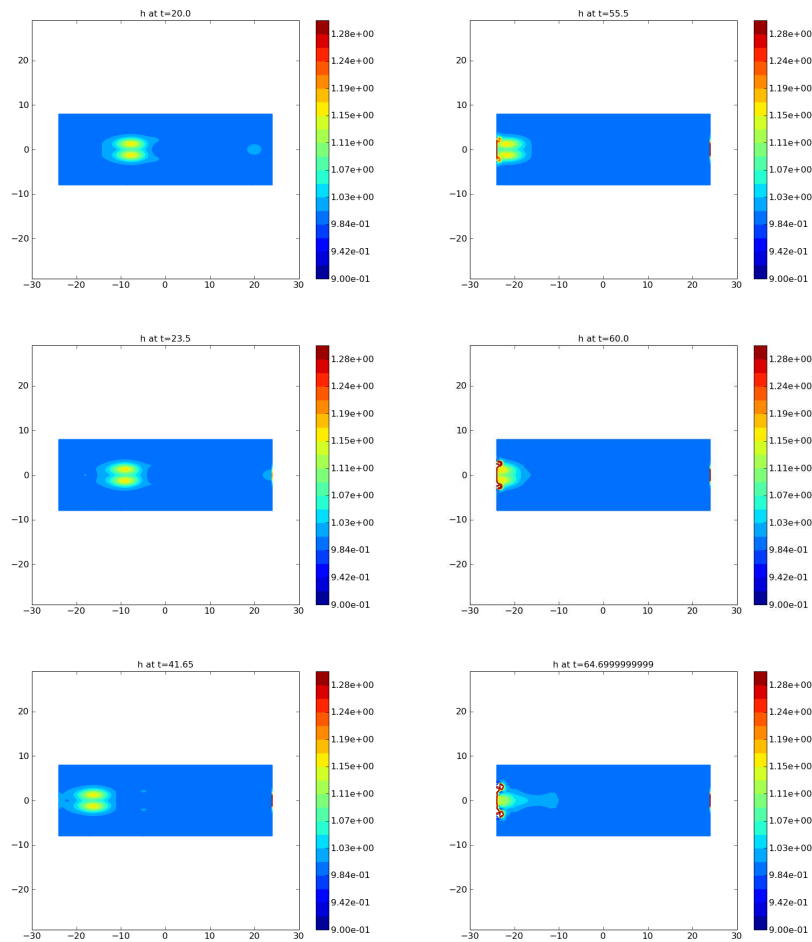 h at t=20.0
20
10
0
−10
−20
−30 −20 −10 0 10 20 30
1.28e+00
1.24e+00
1.19e+00
1.15e+00
1.11e+00
1.07e+00
1.03e+00
9.84e-01
9.42e-01
9.00e-01
h at t=55.5
20
10
0
−10
−20
−30 −20 −10 0 10 20 30
1.28e+00
1.24e+00
1.19e+00
1.15e+00
1.11e+00
1.07e+00
1.03e+00
9.84e-01
9.42e-01
9.00e-01
h at t=23.5
20
10
0
−10
−20
−30 −20 −10 0 10 20 30
1.28e+00
1.24e+00
1.19e+00
1.15e+00
1.11e+00
1.07e+00
1.03e+00
9.84e-01
9.42e-01
9.00e-01
h at t=60.0
20
10
0
−10
−20
−30 −20 −10 0 10 20 30
1.28e+00
1.24e+00
1.19e+00
1.15e+00
1.11e+00
1.07e+00
1.03e+00
9.84e-01
9.42e-01
9.00e-01
h at t=41.65
20
10
0
−10
−20
−30 −20 −10 0 10 20 30
1.28e+00
1.24e+00
1.19e+00
1.15e+00
1.11e+00
1.07e+00
1.03e+00
9.84e-01
9.42e-01
9.00e-01
h at t=64.6999999999
20
10
0
−10
−20
−30 −20 −10 0 10 20 30
1.28e+00
1.24e+00
1.19e+00
1.15e+00
1.11e+00
1.07e+00
1.03e+00
9.84e-01
9.42e-01
9.00e-01